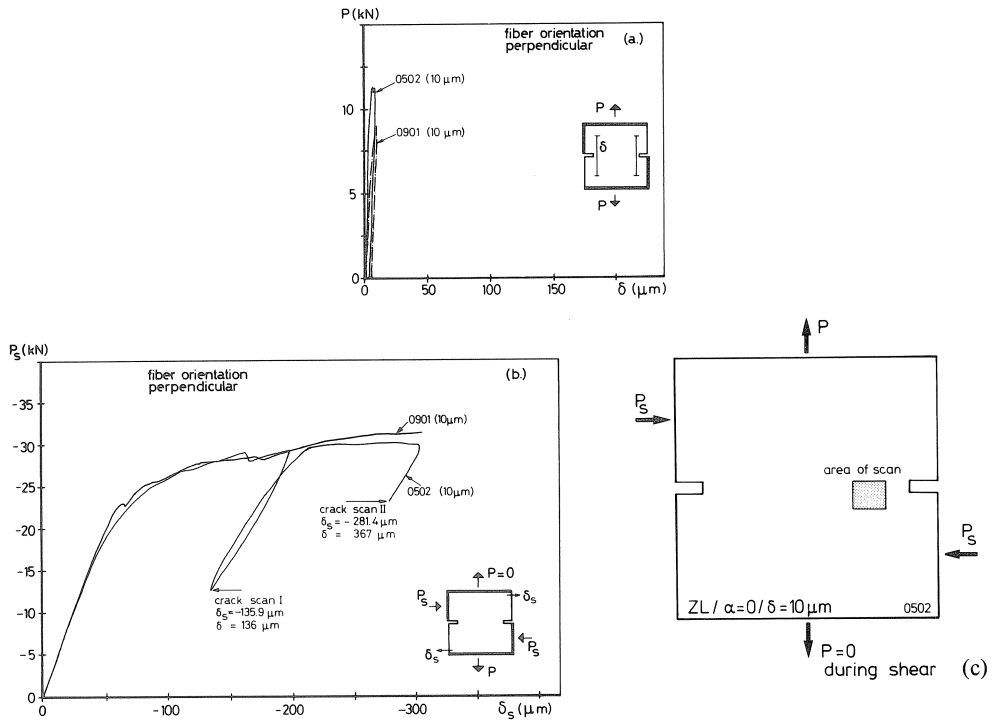 P (kN)
fiber orientation
perpendicular
(a.)
0502 (10 μm)
0901 (10 μm)
10
5
0
P
δ
P
0
50
100
150
δ (μm)
Ps (kN)
fiber orientation
perpendicular
(b.)
-35
-30
-25
-20
-15
-10
-5
0
0901 (10μm)
0502 (10μm)
crack scan II
δs = - 281.4 μm
δ = 367 μm
crack scan I
δs =-135.9 μm
δ = 136 μm
P=0
Ps
δs
δs
Ps
P
0
-100
-200
-300
δs (μm)
P
Ps
area of scan
Ps
ZL / α=0/δ=10μm
0502
P=0
during shear
(c)